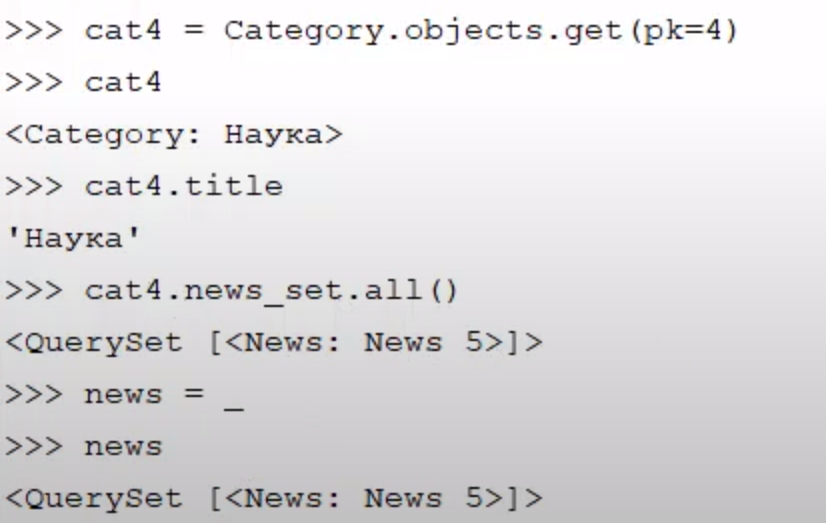 >>> cat4 = Category.objects.get(pk=4)
>>> cat4
<Category: Наука>
>>> cat4.title
'Наука'
>>> cat4.news_set.all()
<QuerySet [<News: News 5>]>
>>> news = _
>>> news
<QuerySet [<News: News 5>]>